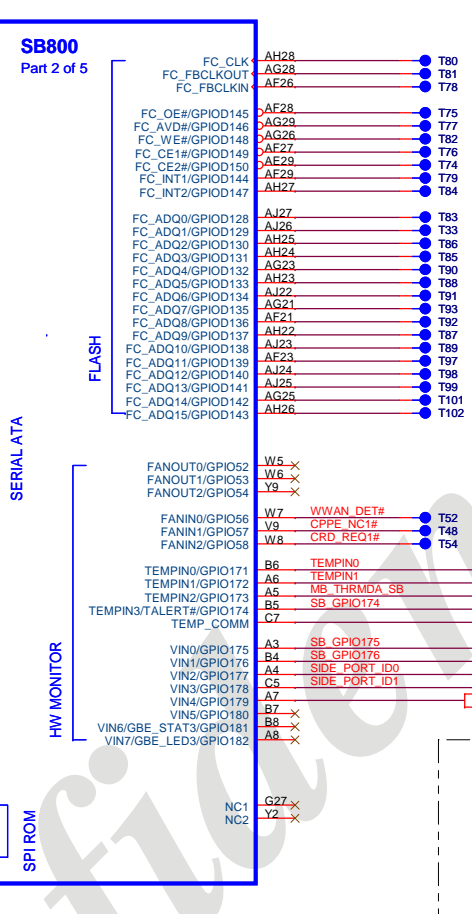 SB800
Part 2 of 5
FC_CLK AH28 T80
FC_FBCLKOUT AG28 T81
FC_FBCLKIN AF26 T78
FC_OE#/GPIOD145 AF28 T75
FC_AVD#/GPIOD146 AG29 T77
FC_WE#/GPIOD148 AG26 T82
FC_CE1#/GPIOD149 AF27 T76
FC_CE2#/GPIOD150 AE29 T74
FC_INT1/GPIOD144 AF29 T79
FC_INT2/GPIOD147 AH27 T84
FC_ADQ0/GPIOD128 AJ27 T83
FC_ADQ1/GPIOD129 AJ26 T33
FC_ADQ2/GPIOD130 AH25 T86
FC_ADQ3/GPIOD131 AH24 T85
FC_ADQ4/GPIOD132 AG23 T90
FC_ADQ5/GPIOD133 AH23 T88
FC_ADQ6/GPIOD134 AJ22 T91
FC_ADQ7/GPIOD135 AG21 T93
FC_ADQ8/GPIOD136 AF21 T92
FC_ADQ9/GPIOD137 AH22 T87
FC_ADQ10/GPIOD138 AJ23 T89
FC_ADQ11/GPIOD139 AF23 T97
FC_ADQ12/GPIOD140 AJ24 T98
FC_ADQ13/GPIOD141 AJ25 T99
FC_ADQ14/GPIOD142 AG25 T101
FC_ADQ15/GPIOD143 AH26 T102
FLASH
SERIAL ATA
FANOUT0/GPIO52 W5
FANOUT1/GPIO53 W6
FANOUT2/GPIO54 Y9
FANIN0/GPIO56 W7 WWAN_DET# T52
FANIN1/GPIO57 V9 CPPE_NC1# T48
FANIN2/GPIO58 W8 CRD_REQ1# T54
TEMPIN0/GPIO171 B6 TEMPIN0
TEMPIN1/GPIO172 A6 TEMPIN1
TEMPIN2/GPIO173 A5 MB_THRMDA_SB
TEMPIN3/TALERT#/GPIO174 B5 SB_GPIO174
TEMP_COMM C7
VIN0/GPIO175 A3 SB_GPIO175
VIN1/GPIO176 B4 SB_GPIO176
VIN2/GPIO177 A4 SIDE_PORT_ID0
VIN3/GPIO178 C5 SIDE_PORT_ID1
VIN4/GPIO179 A7
VIN5/GPIO180 B7
VIN6/GBE_STAT3/GPIO181 B8
VIN7/GBE_LED3/GPIO182 A8
HW MONITOR
NC1 G27
NC2 Y2
SPI ROM